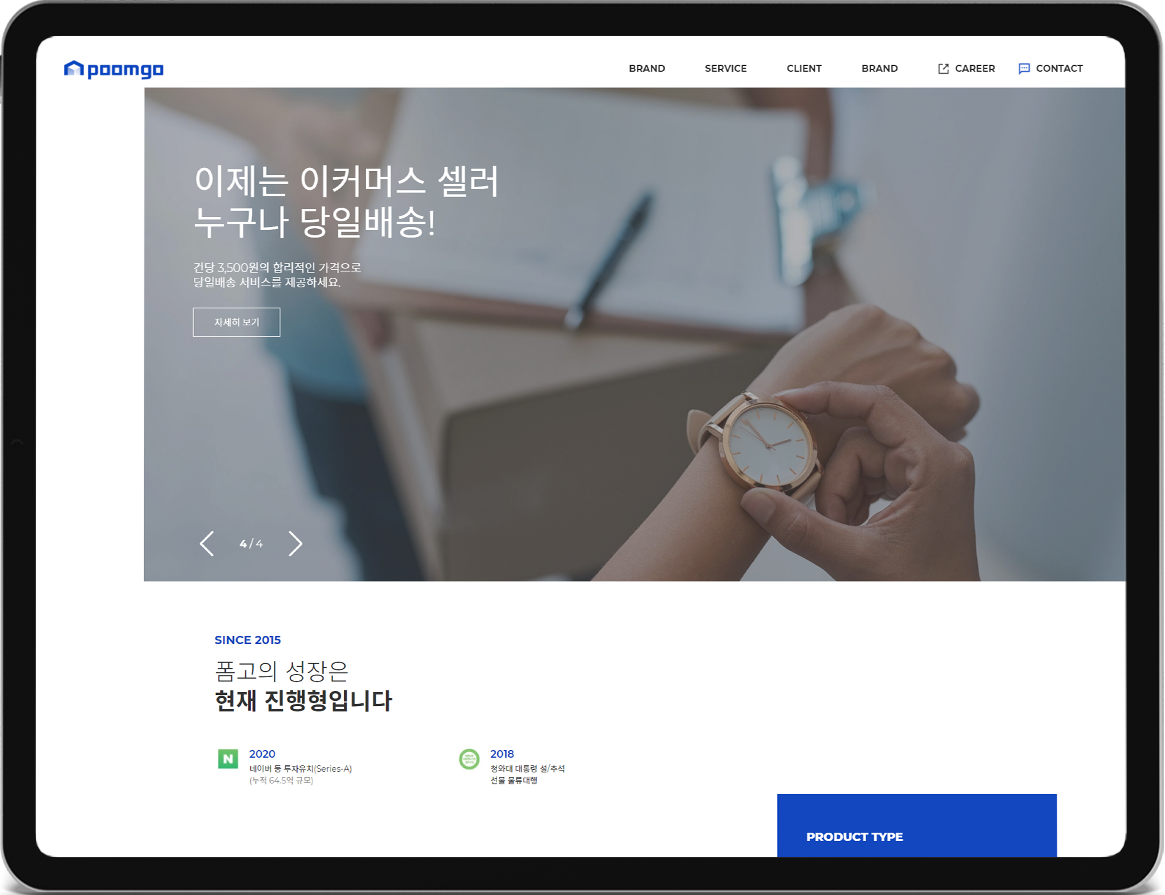 poomgo
BRAND SERVICE CLIENT BRAND CAREER CONTACT
이제는 이커머스 셀러
누구나 당일배송!
건당 3,500원의 합리적인 가격으로
당일배송 서비스를 제공하세요.
자세히 보기
4 / 4
SINCE 2015
폼고의 성장은
현재 진행형입니다
N
2020
네이버 등 투자유치(Series-A)
(누적 64.5억 규모)
2018
청와대 대통령 설/추석
선물 물류대행
PRODUCT TYPE